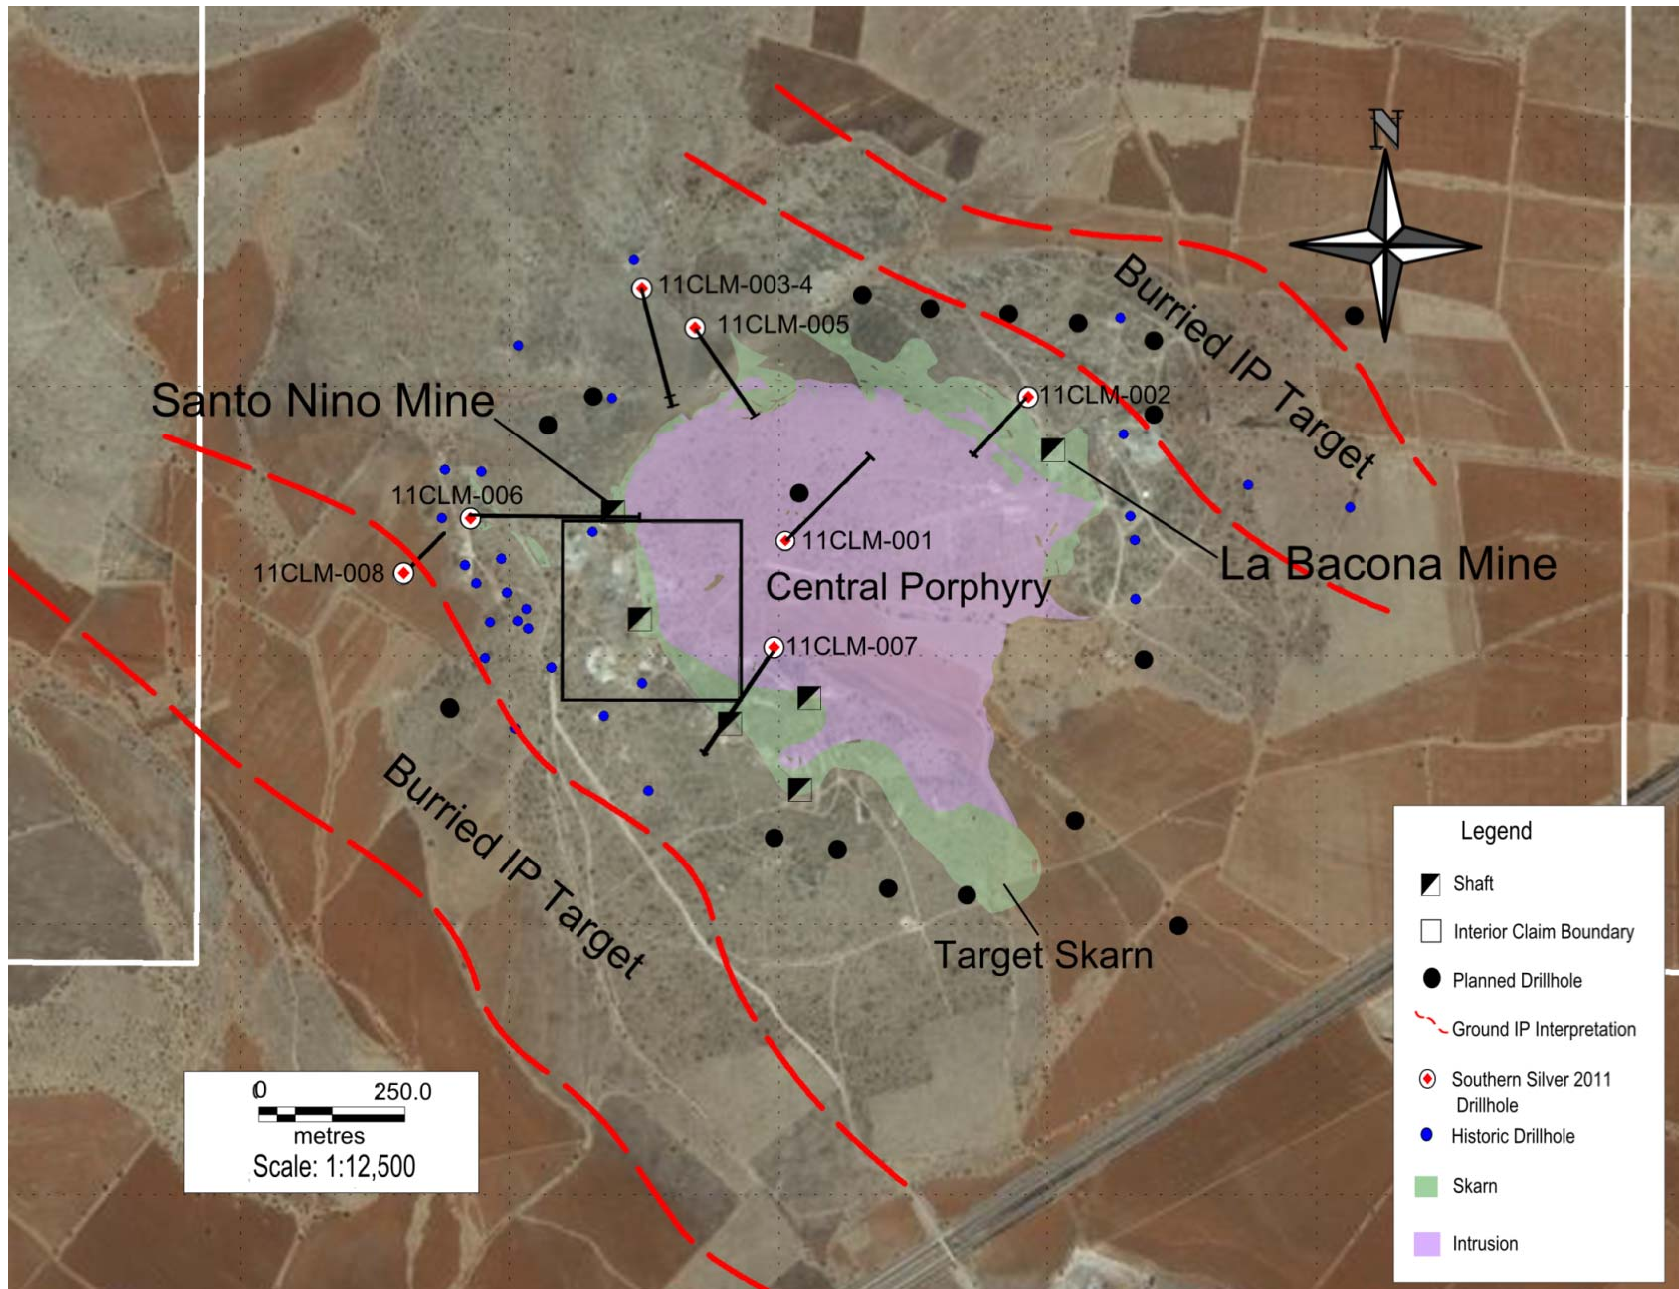 N
11CLM-003-4
11CLM-005
Burried IP Target
Santo Nino Mine
11CLM-002
11CLM-006
11CLM-001
11CLM-008
La Bacona Mine
Central Porphyry
11CLM-007
Burried IP Target
Target Skarn
Legend
Shaft
Interior Claim Boundary
Planned Drillhole
Ground IP Interpretation
Southern Silver 2011
Drillhole
Historic Drillhole
Skarn
Intrusion
0 250.0
metres
Scale: 1:12,500